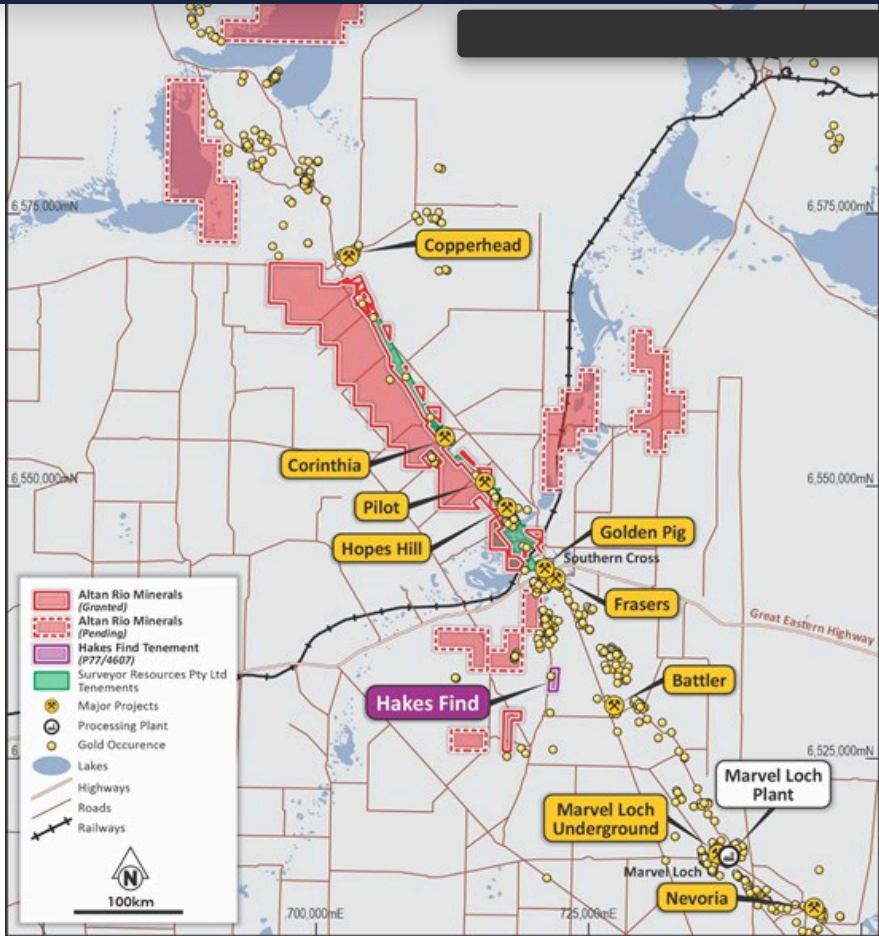 6,575,000mN
6,575,000mN
Copperhead
6,550,000mN
6,550,000mN
Corinthia
Pilot
Hopes Hill
Golden Pig
Southern Cross
Frasers
Great Eastern Highway
Battler
Hakes Find
6,525,000mN
Marvel Loch
Plant
Marvel Loch
Underground
Marvel Loch
Nevoria
700,000mE
725,000mE
Altan Rio Minerals
(Granted)
Altan Rio Minerals
(Pending)
Hakes Find Tenement
(P77/4607)
Surveyor Resources Pty Ltd
Tenements
Major Projects
Processing Plant
Gold Occurence
Lakes
Highways
Roads
Railways
N
100km